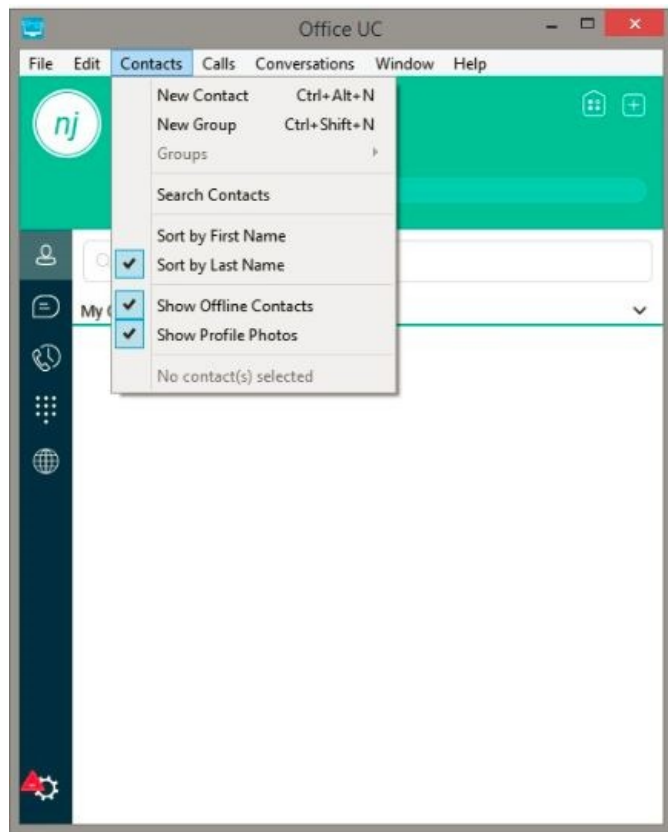 Office UC
File Edit Contacts Calls Conversations Window Help
nj
New Contact Ctrl+Alt+N
New Group Ctrl+Shift+N
Groups
Search Contacts
Sort by First Name
Sort by Last Name
My
Show Offline Contacts
Show Profile Photos
No contact(s) selected